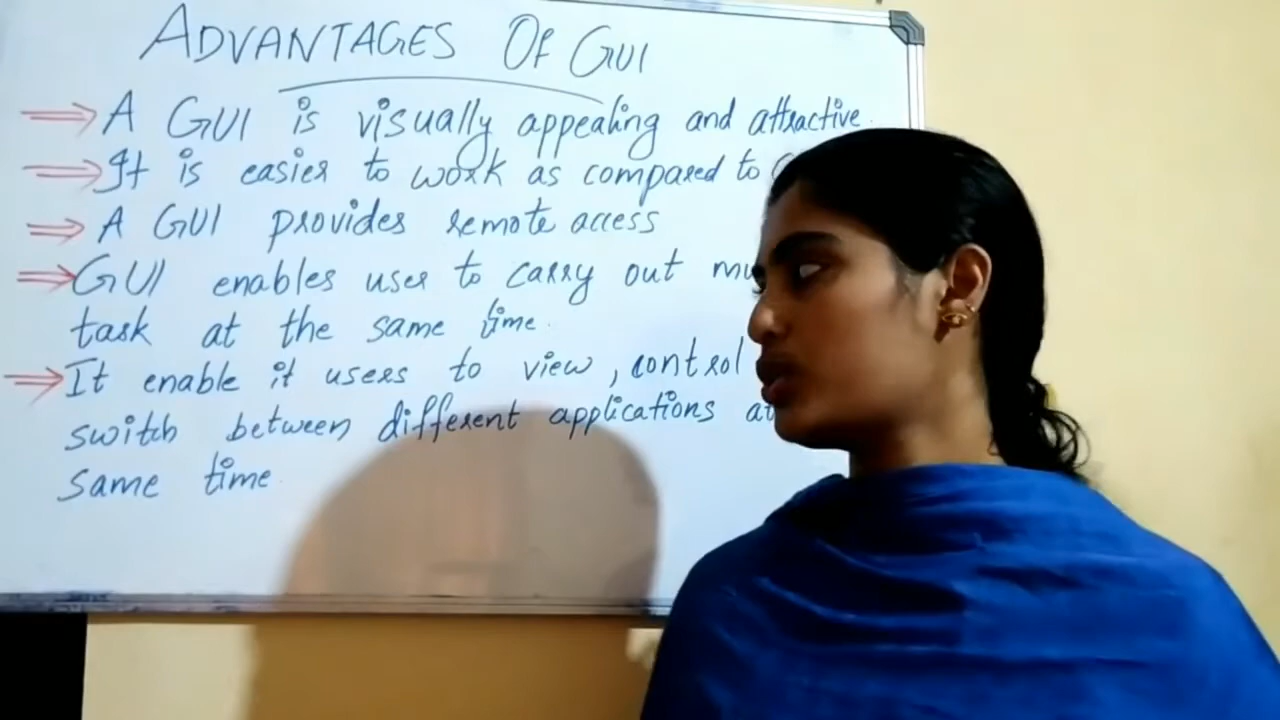 ADVANTAGES OF GUI
A GUI is visually appealing and attractive.
It is easier to work as compared to
A GUI provides remote access
GUI enables user to carry out
task at the same time.
It enable it users to view, control
switch between different applications at
same time.